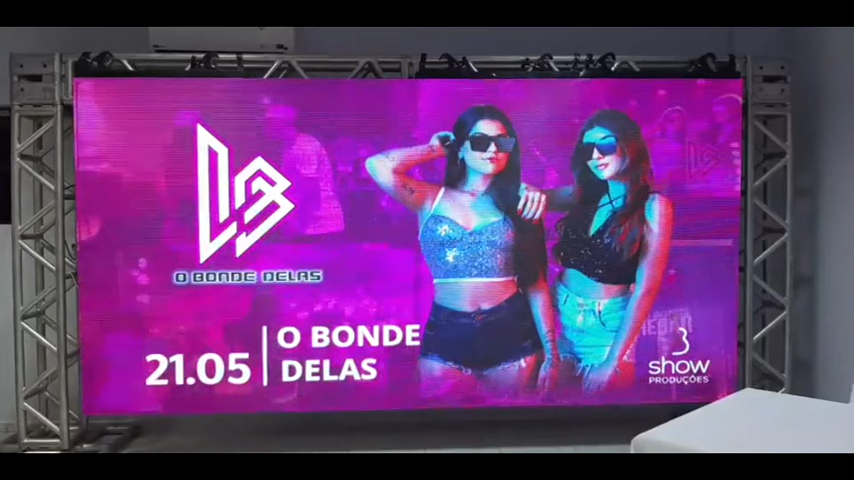 O BONDE DELAS
21.05
O BONDE
DELAS
show
PRODUÇÕES